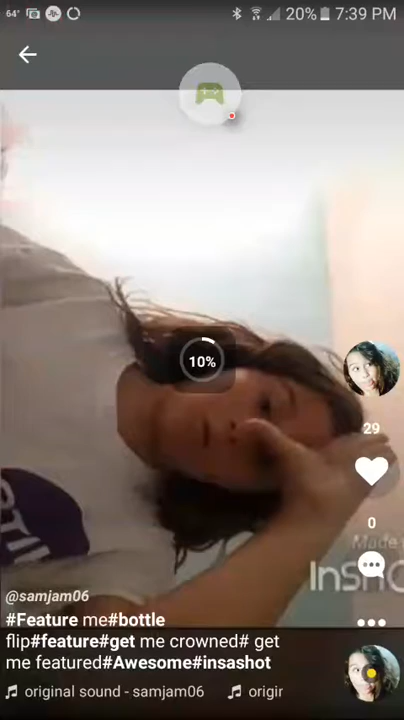 64°
20% 7:39 PM
10%
29
0
Made
InSh
@samjam06
#Feature me#bottle
flip#feature#get me crowned# get
me featured#Awesome#insashot
original sound - samjam06 origir